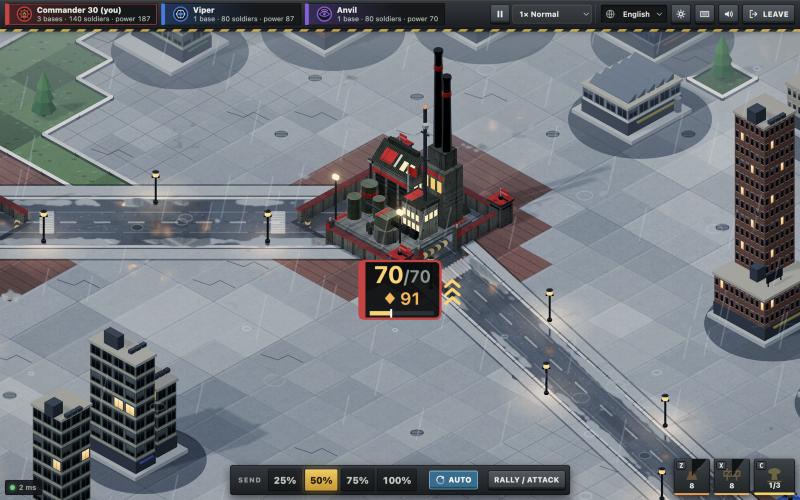 Commander 30 (you)
3 bases · 140 soldiers · power 187
Viper
1 base · 80 soldiers · power 87
Anvil
1 base · 80 soldiers · power 70
1× Normal
English
LEAVE
70/70
91
2 ms
SEND
25%
50%
75%
100%
AUTO
RALLY / ATTACK
Z
8
X
8
C
1/3